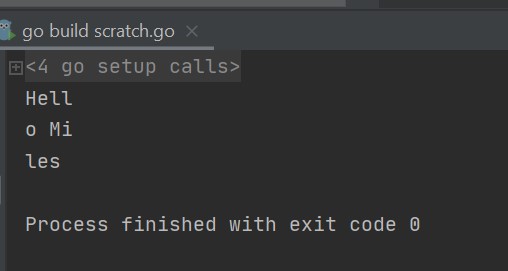 go build scratch.go
<4 go setup calls>
Hell
o Mi
les
Process finished with exit code 0